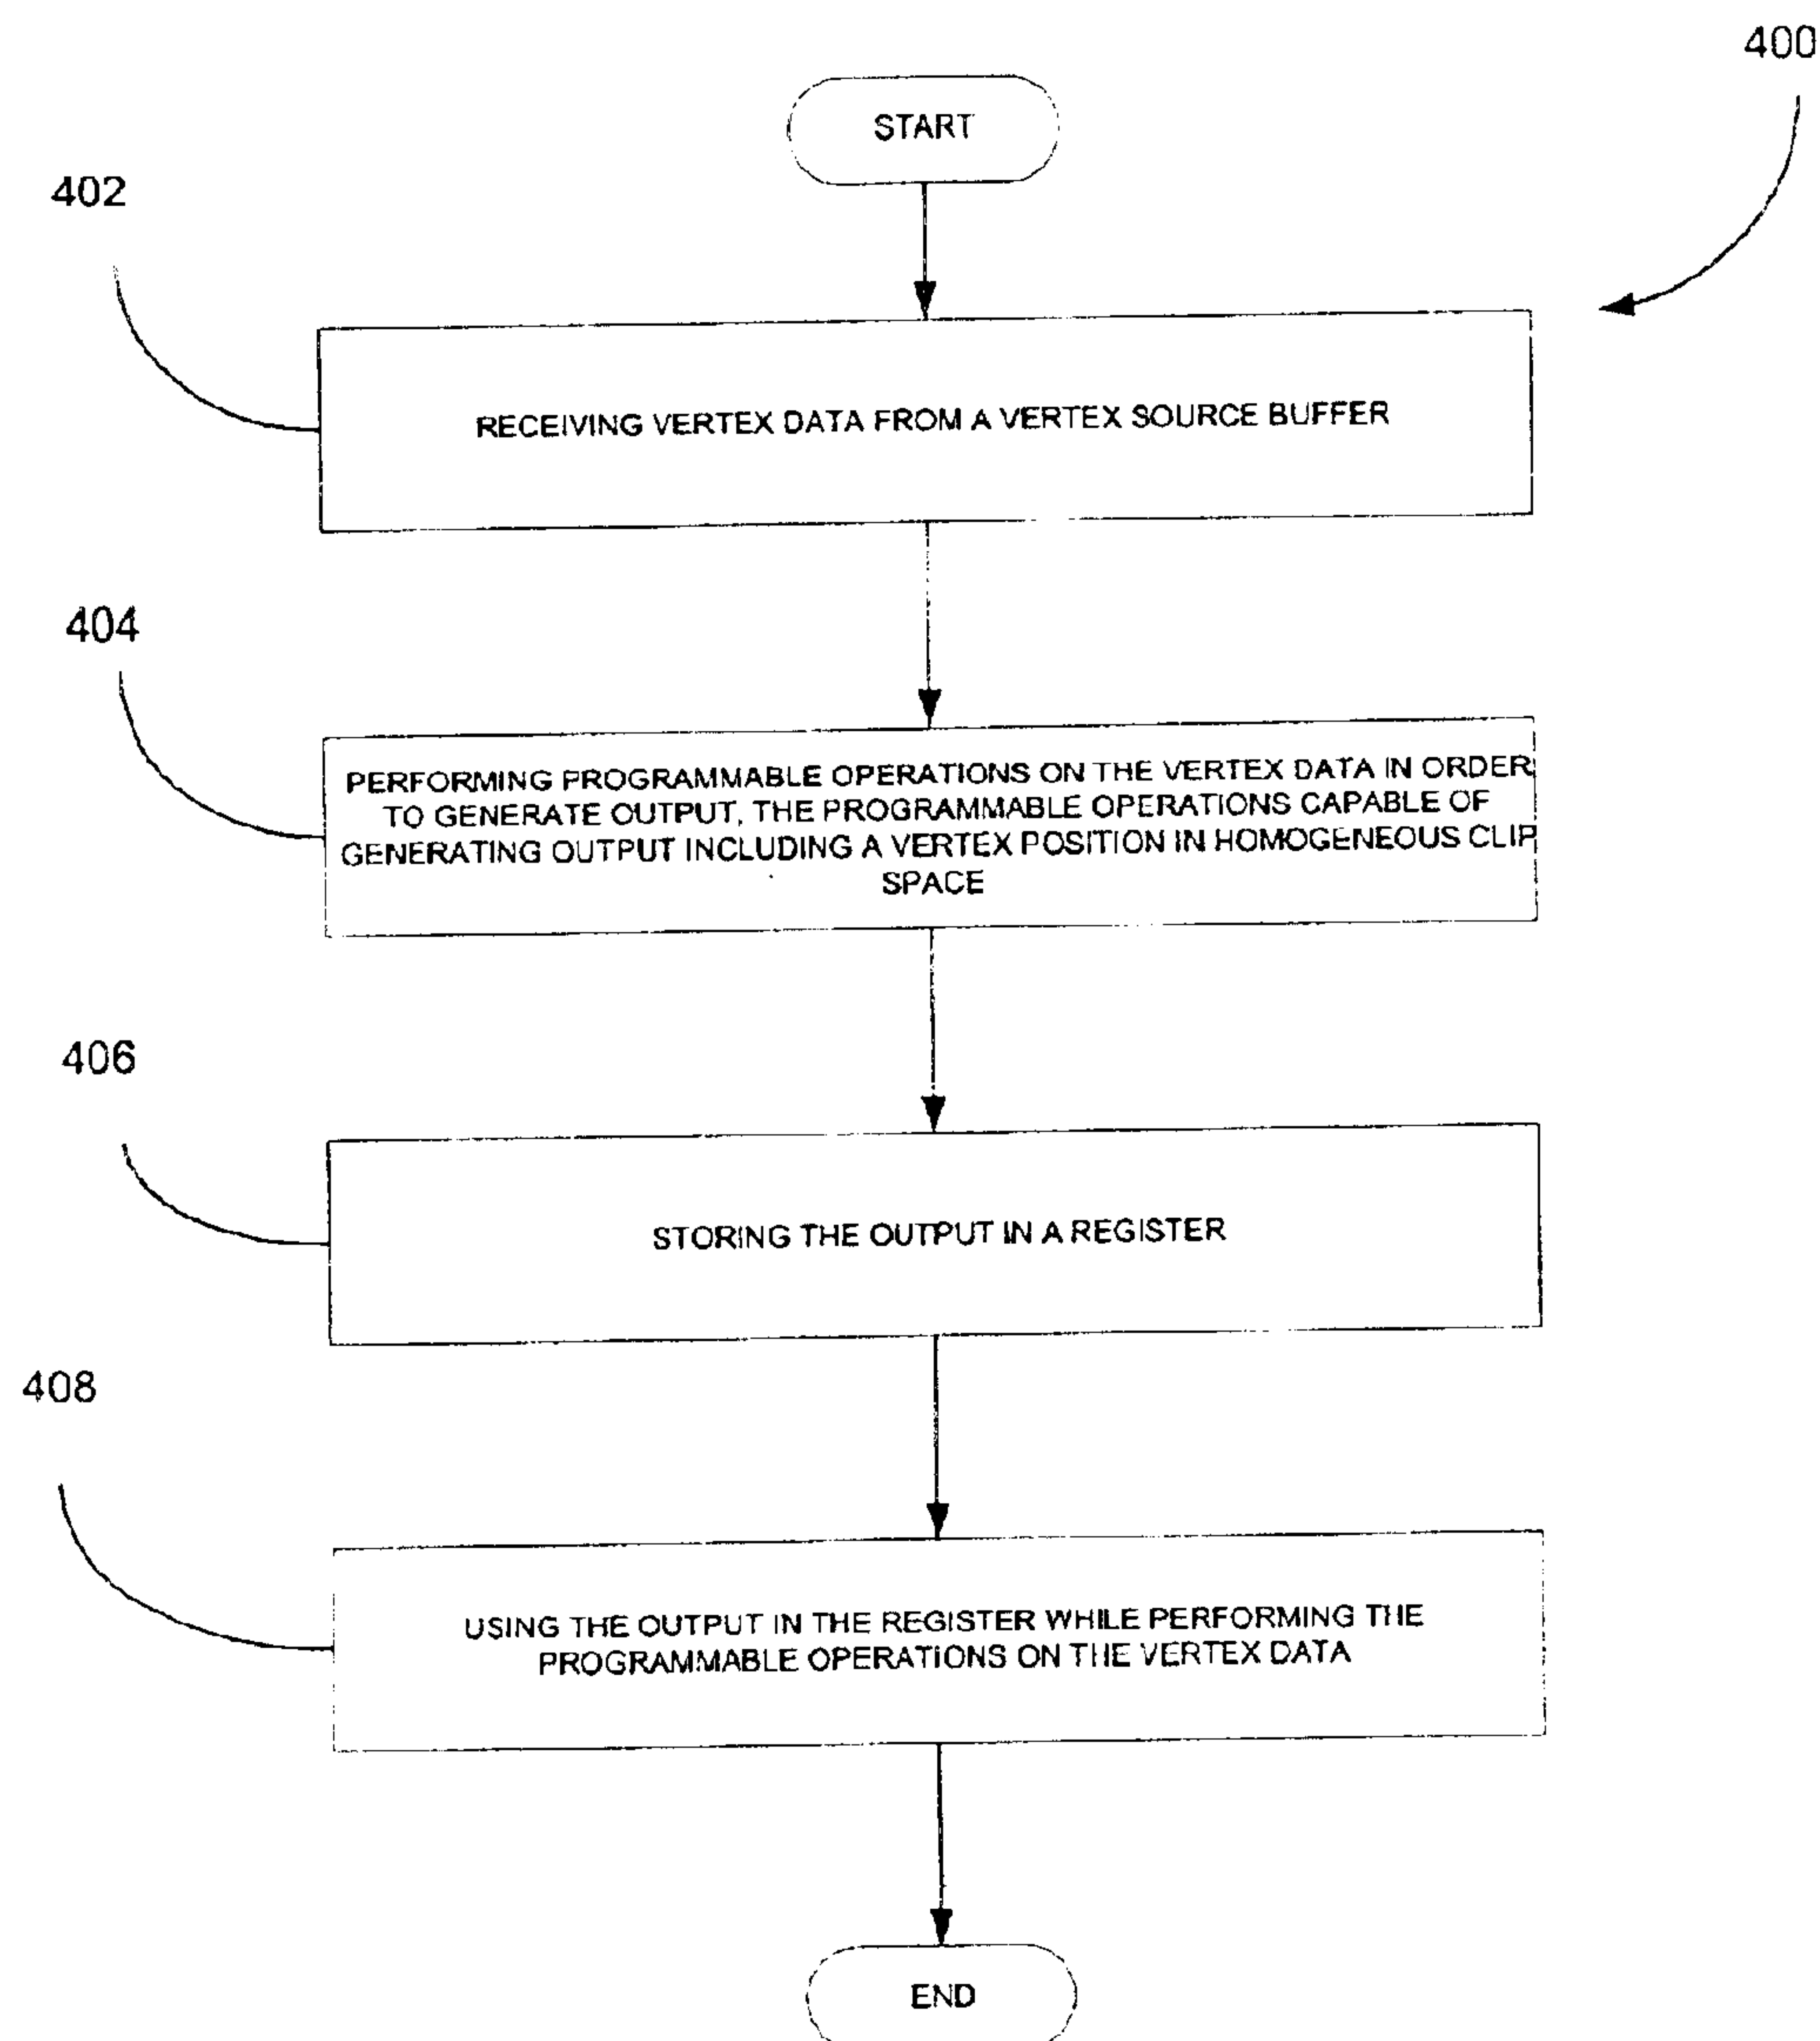 400
START
402
RECEIVING VERTEX DATA FROM A VERTEX SOURCE BUFFER
404
PERFORMING PROGRAMMABLE OPERATIONS ON THE VERTEX DATA IN ORDER
TO GENERATE OUTPUT, THE PROGRAMMABLE OPERATIONS CAPABLE OF
GENERATING OUTPUT INCLUDING A VERTEX POSITION IN HOMOGENEOUS CLIP
SPACE
406
STORING THE OUTPUT IN A REGISTER
408
USING THE OUTPUT IN THE REGISTER WHILE PERFORMING THE
PROGRAMMABLE OPERATIONS ON THE VERTEX DATA
END